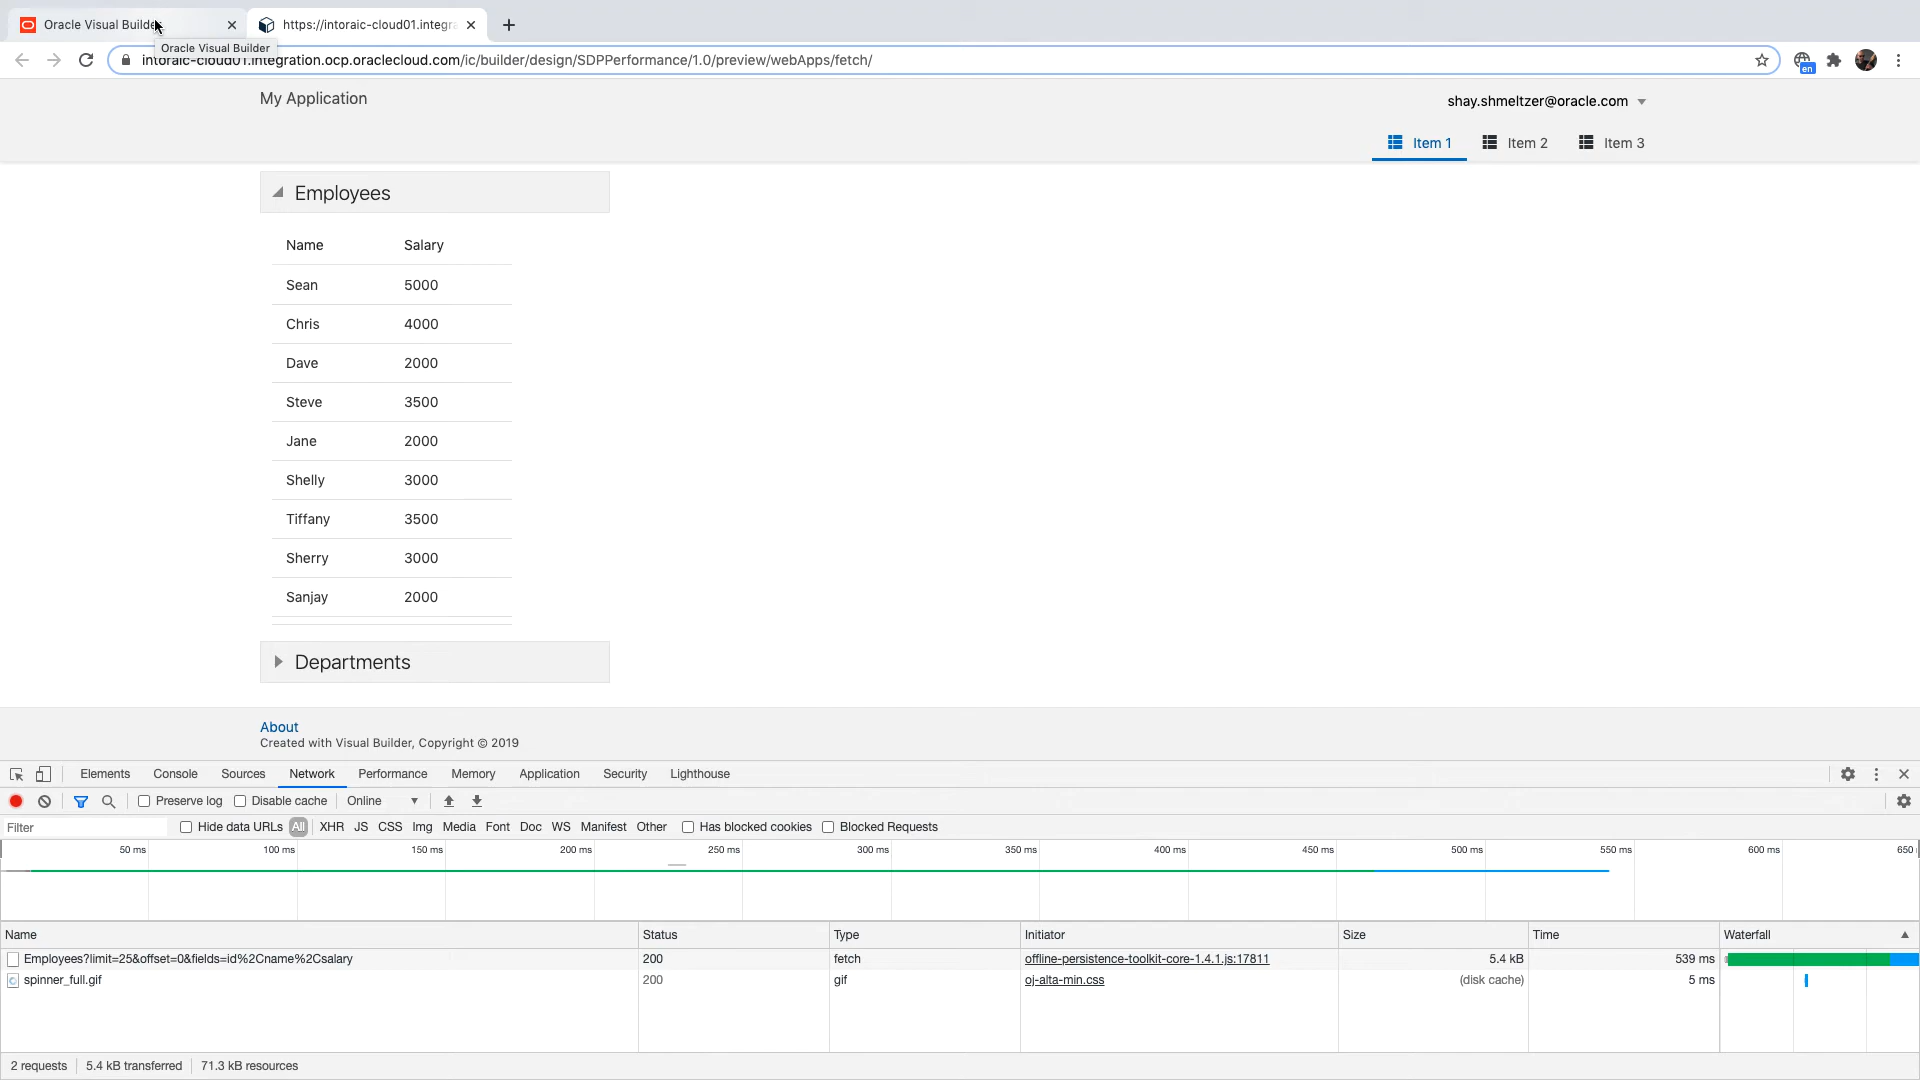 Oracle Visual Builde
https://intoraic-cloud01.integra
Oracle Visual Builder
intoraic-cloud01.integration.ocp.oraclecloud.com/ic/builder/design/SDPPerformance/1.0/preview/webApps/fetch/
en
My Application
shay.shmeltzer@oracle.com
Item 1
Item 2
Item 3
Employees
Name Salary
Sean 5000
Chris 4000
Dave 2000
Steve 3500
Jane 2000
Shelly 3000
Tiffany 3500
Sherry 3000
Sanjay 2000
Departments
About
Created with Visual Builder, Copyright © 2019
Elements Console Sources Network Performance Memory Application Security Lighthouse
Preserve log Disable cache Online
Filter Hide data URLs All XHR JS CSS Img Media Font Doc WS Manifest Other Has blocked cookies Blocked Requests
50 ms 100 ms 150 ms 200 ms 250 ms 300 ms 350 ms 400 ms 450 ms 500 ms 550 ms 600 ms 650
Name Status Type Initiator Size Time Waterfall
Employees?limit=25&offset=0&fields=id%2Cname%2Csalary 200 fetch offline-persistence-toolkit-core-1.4.1.js:17811 5.4 kB 539 ms
spinner_full.gif 200 gif oj-alta-min.css (disk cache) 5 ms
2 requests 5.4 kB transferred 71.3 kB resources